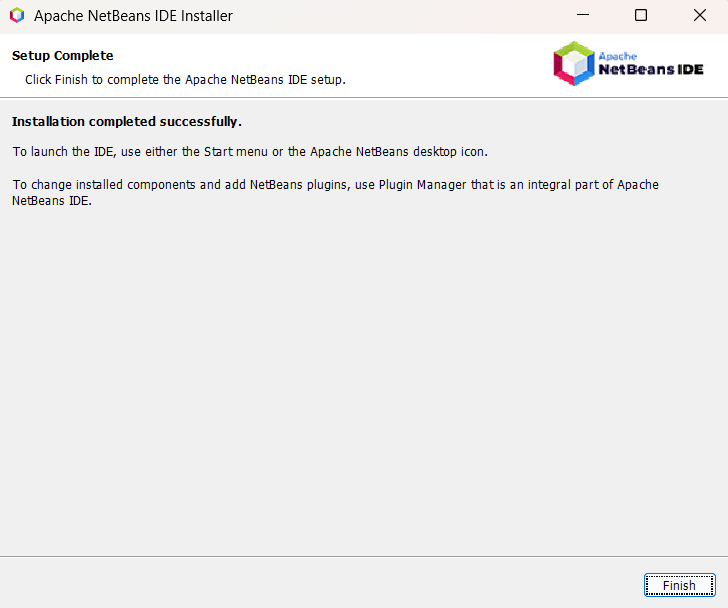 Apache NetBeans IDE Installer
Setup Complete
Click Finish to complete the Apache NetBeans IDE setup.
Apache
NetBeans IDE
Installation completed successfully.
To launch the IDE, use either the Start menu or the Apache NetBeans desktop icon.
To change installed components and add NetBeans plugins, use Plugin Manager that is an integral part of Apache
NetBeans IDE.
Finish